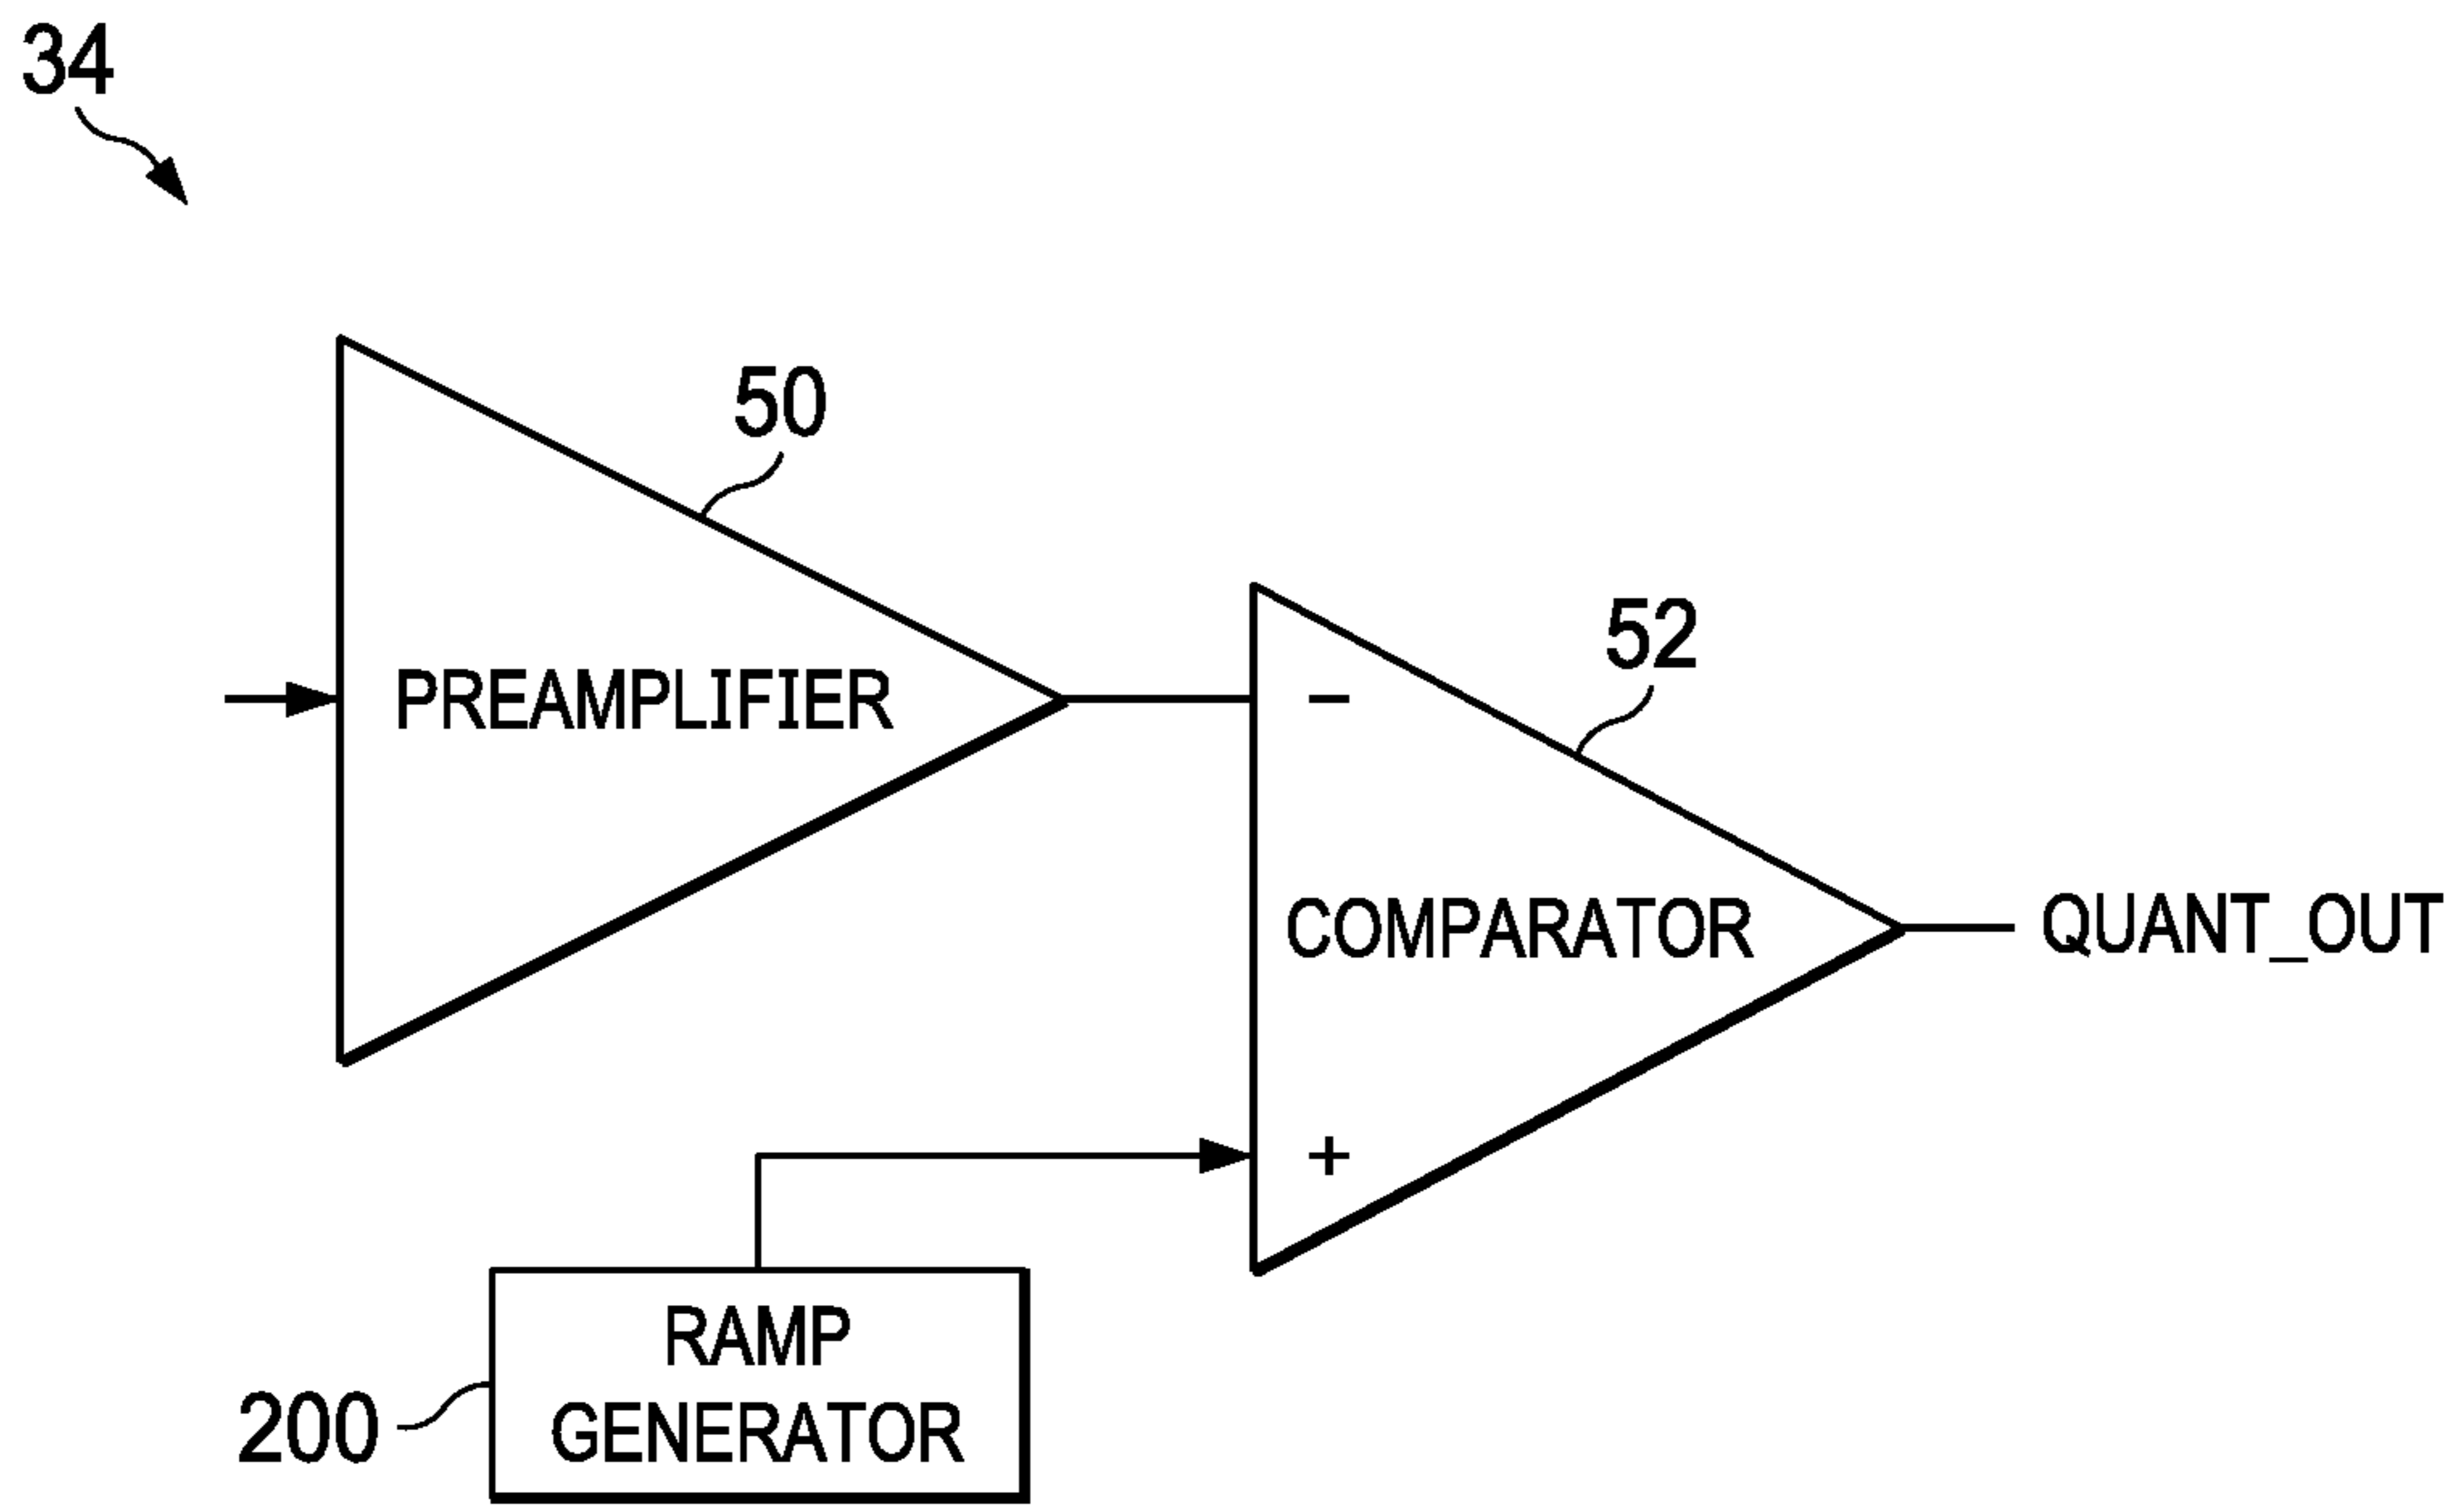 34
50
52
PREAMPLIFIER
−
COMPARATOR
QUANT_OUT
+
RAMP
GENERATOR
200